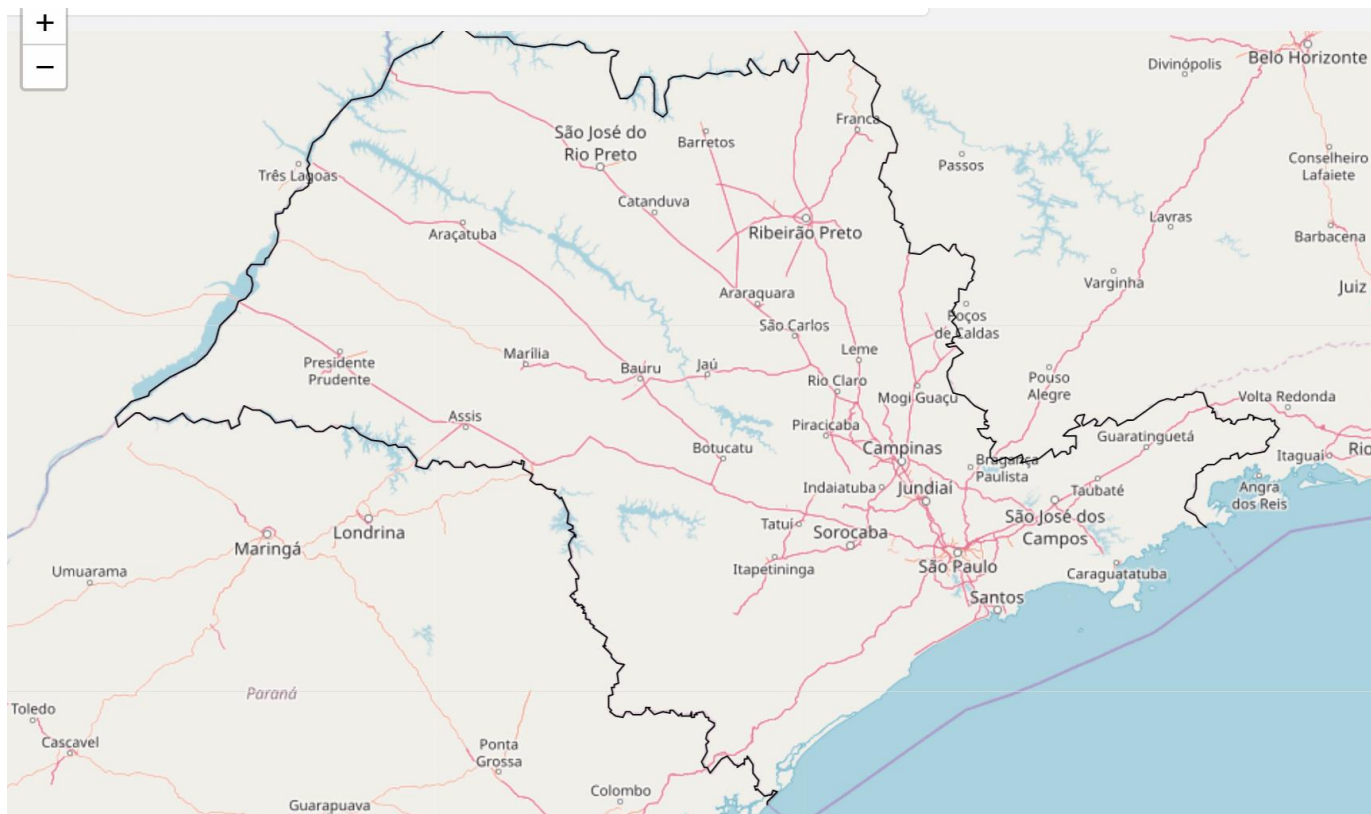 +
−
Belo Horizonte
Divinópolis
Franca
São José do
Rio Preto
Barretos
Passos
Conselheiro
Lafaiete
Três Lagoas
Catanduva
Lavras
Araçatuba
Ribeirão Preto
Barbacena
Varginha
Juiz
Araraquara
Poços
de Caldas
São Carlos
Presidente
Prudente
Marília
Bauru
Jaú
Leme
Rio Claro
Mogi Guaçu
Pouso
Alegre
Volta Redonda
Assis
Piracicaba
Guaratinguetá
Botucatu
Campinas
Bragança
Paulista
Itaguaí
Rio
Indaiatuba
Jundiaí
Taubaté
Angra
dos Reis
Maringá
Londrina
Tatuí
Sorocaba
São José dos
Campos
Umuarama
Itapetininga
São Paulo
Caraguatatuba
Santos
Paraná
Toledo
Cascavel
Ponta
Grossa
Colombo
Guarapuava